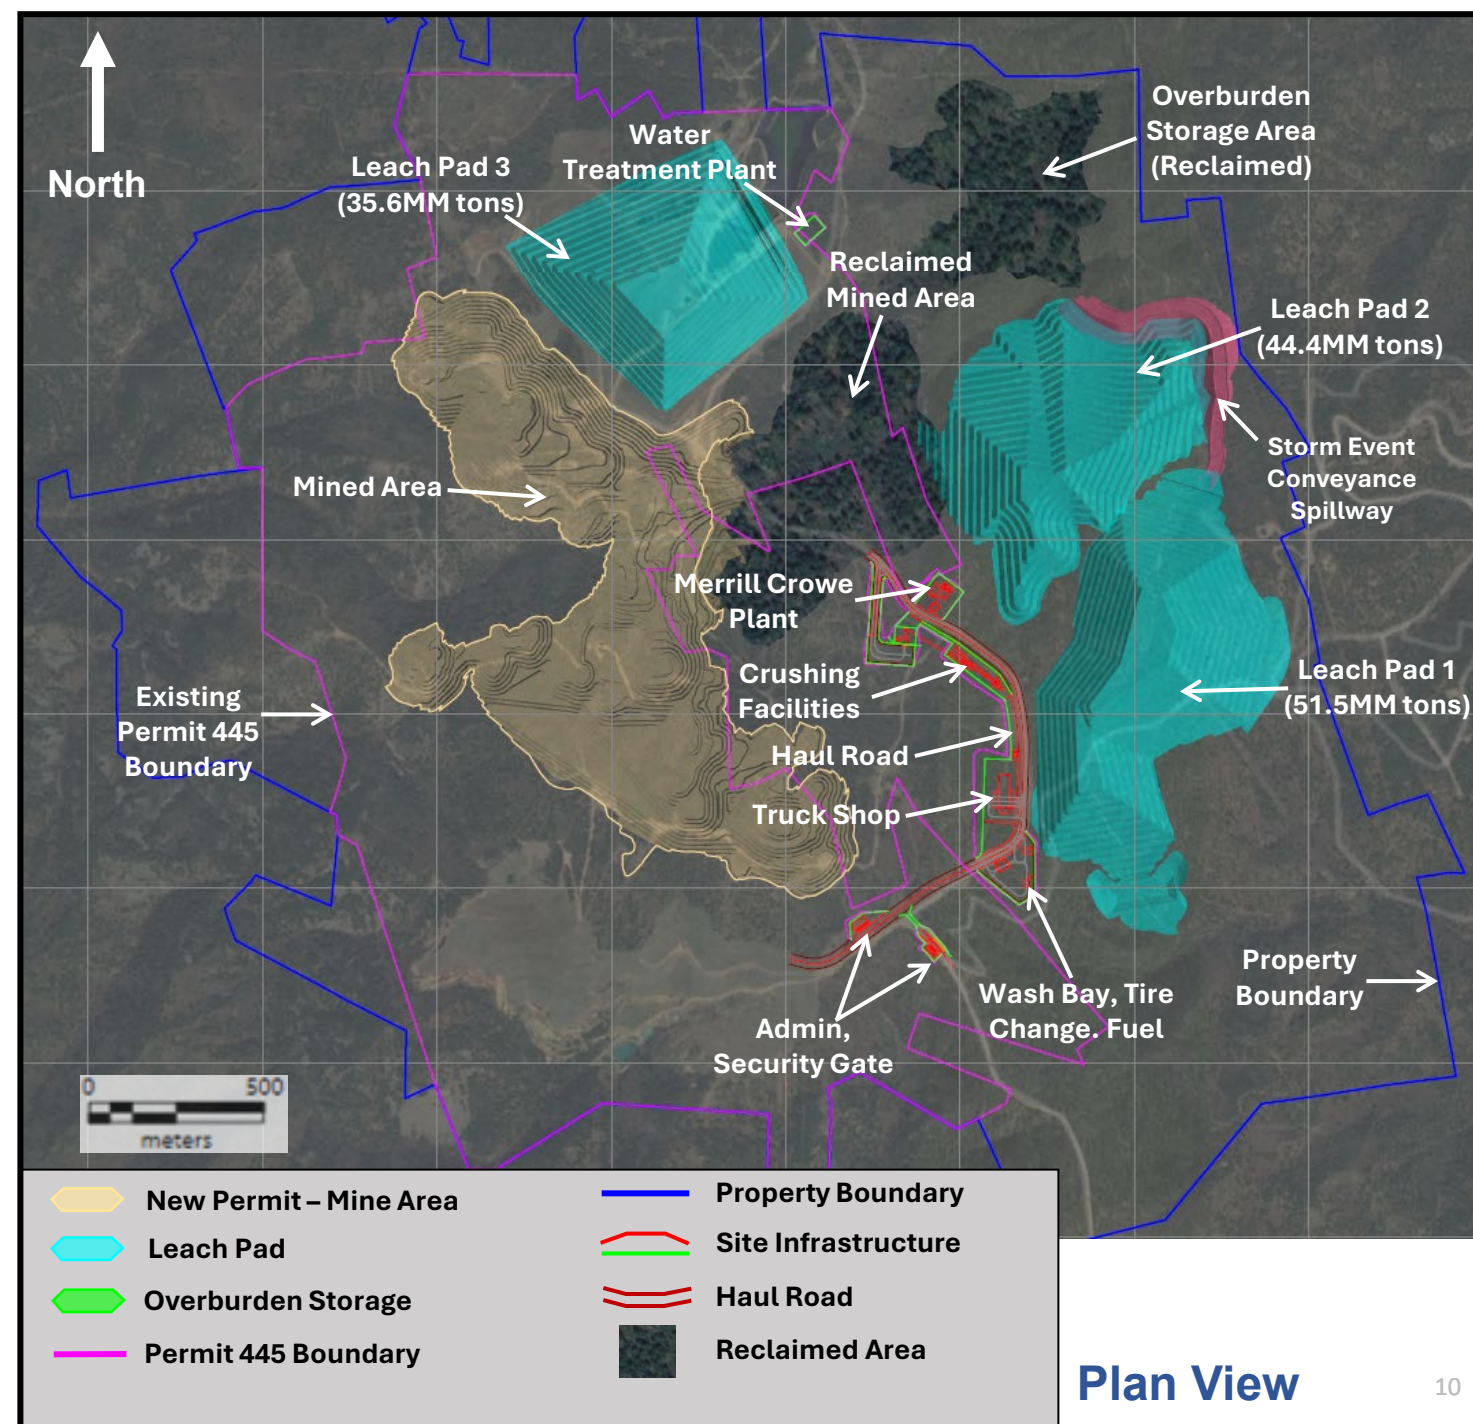 North
Overburden
Storage Area
(Reclaimed)
Water
Treatment Plant
Leach Pad 3
(35.6MM tons)
Reclaimed
Mined Area
Leach Pad 2
(44.4MM tons)
Storm Event
Conveyance
Spillway
Mined Area
Merrill Crowe
Plant
Crushing
Facilities
Leach Pad 1
(51.5MM tons)
Existing
Permit 445
Boundary
Haul Road
Truck Shop
Property
Boundary
Wash Bay, Tire
Change. Fuel
Admin,
Security Gate
0 500
meters
New Permit – Mine Area
Leach Pad
Overburden Storage
Permit 445 Boundary
Property Boundary
Site Infrastructure
Haul Road
Reclaimed Area
Plan View
10